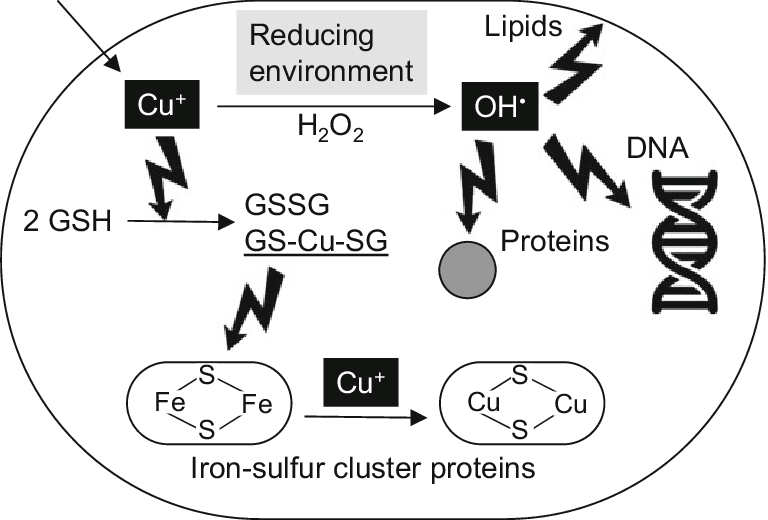 Lipids
Reducing
environment
Cu⁺
H₂O₂
OH•
DNA
2 GSH
GSSG
GS-Cu-SG
Proteins
S
Fe
Fe
S
Cu⁺
S
Cu
Cu
S
Iron-sulfur cluster proteins